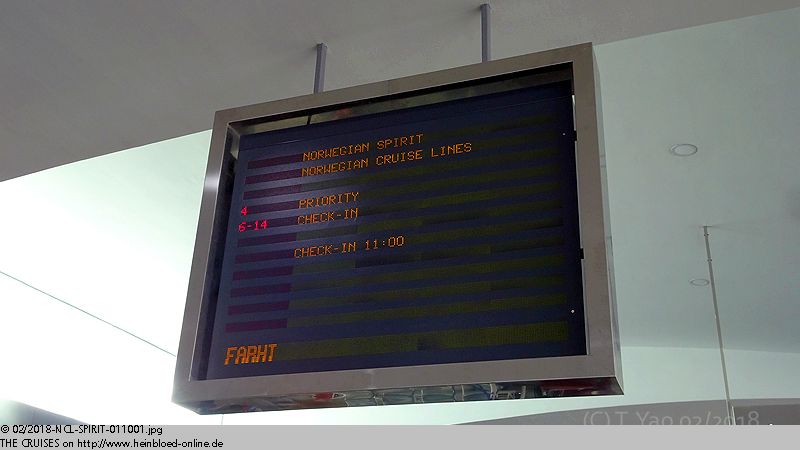 NORWEGIAN SPIRIT
NORWEGIAN CRUISE LINES
4 PRIORITY
6-14 CHECK-IN
CHECK-IN 11:00
FARHT
(C) T. Yao 02/2018
© 02/2018-NCL-SPIRIT-011001.jpg
THE CRUISES on http://www.heinbloed-online.de